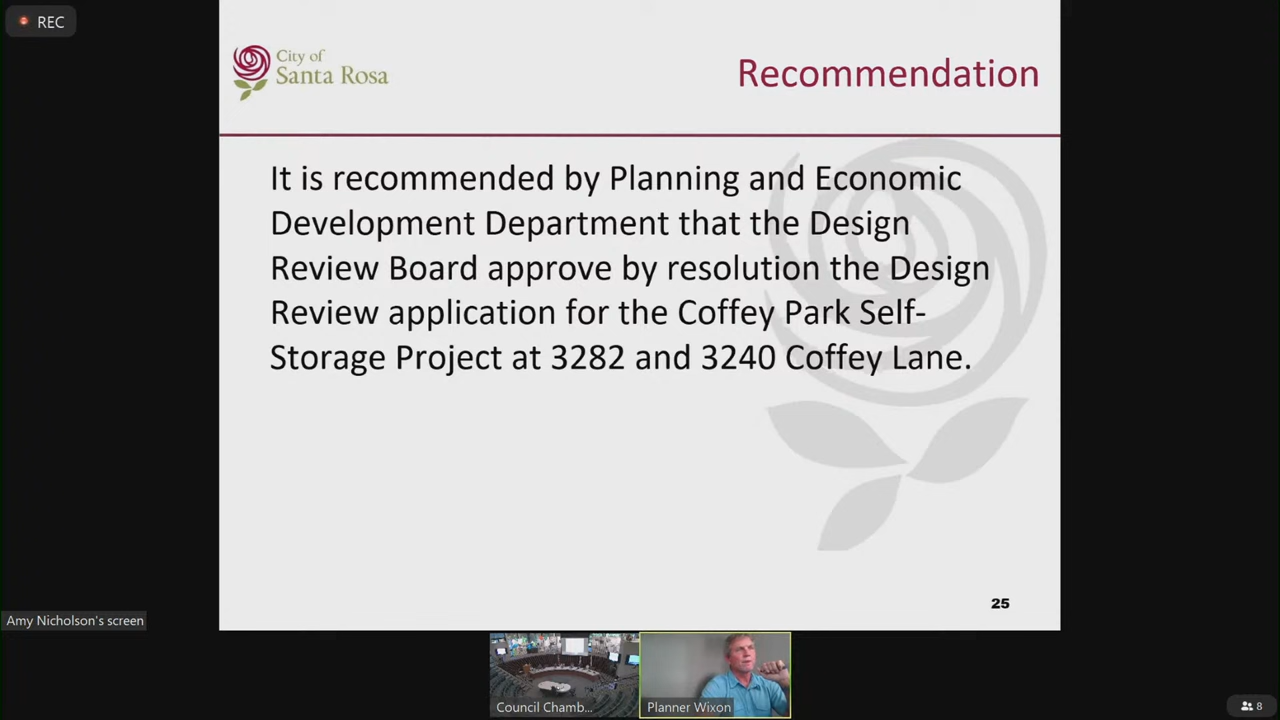 REC
City of
Santa Rosa
Recommendation
It is recommended by Planning and Economic
Development Department that the Design
Review Board approve by resolution the Design
Review application for the Coffey Park Self-
Storage Project at 3282 and 3240 Coffey Lane.
25
Amy Nicholson's screen
Council Chamb...
Planner Wixon
8